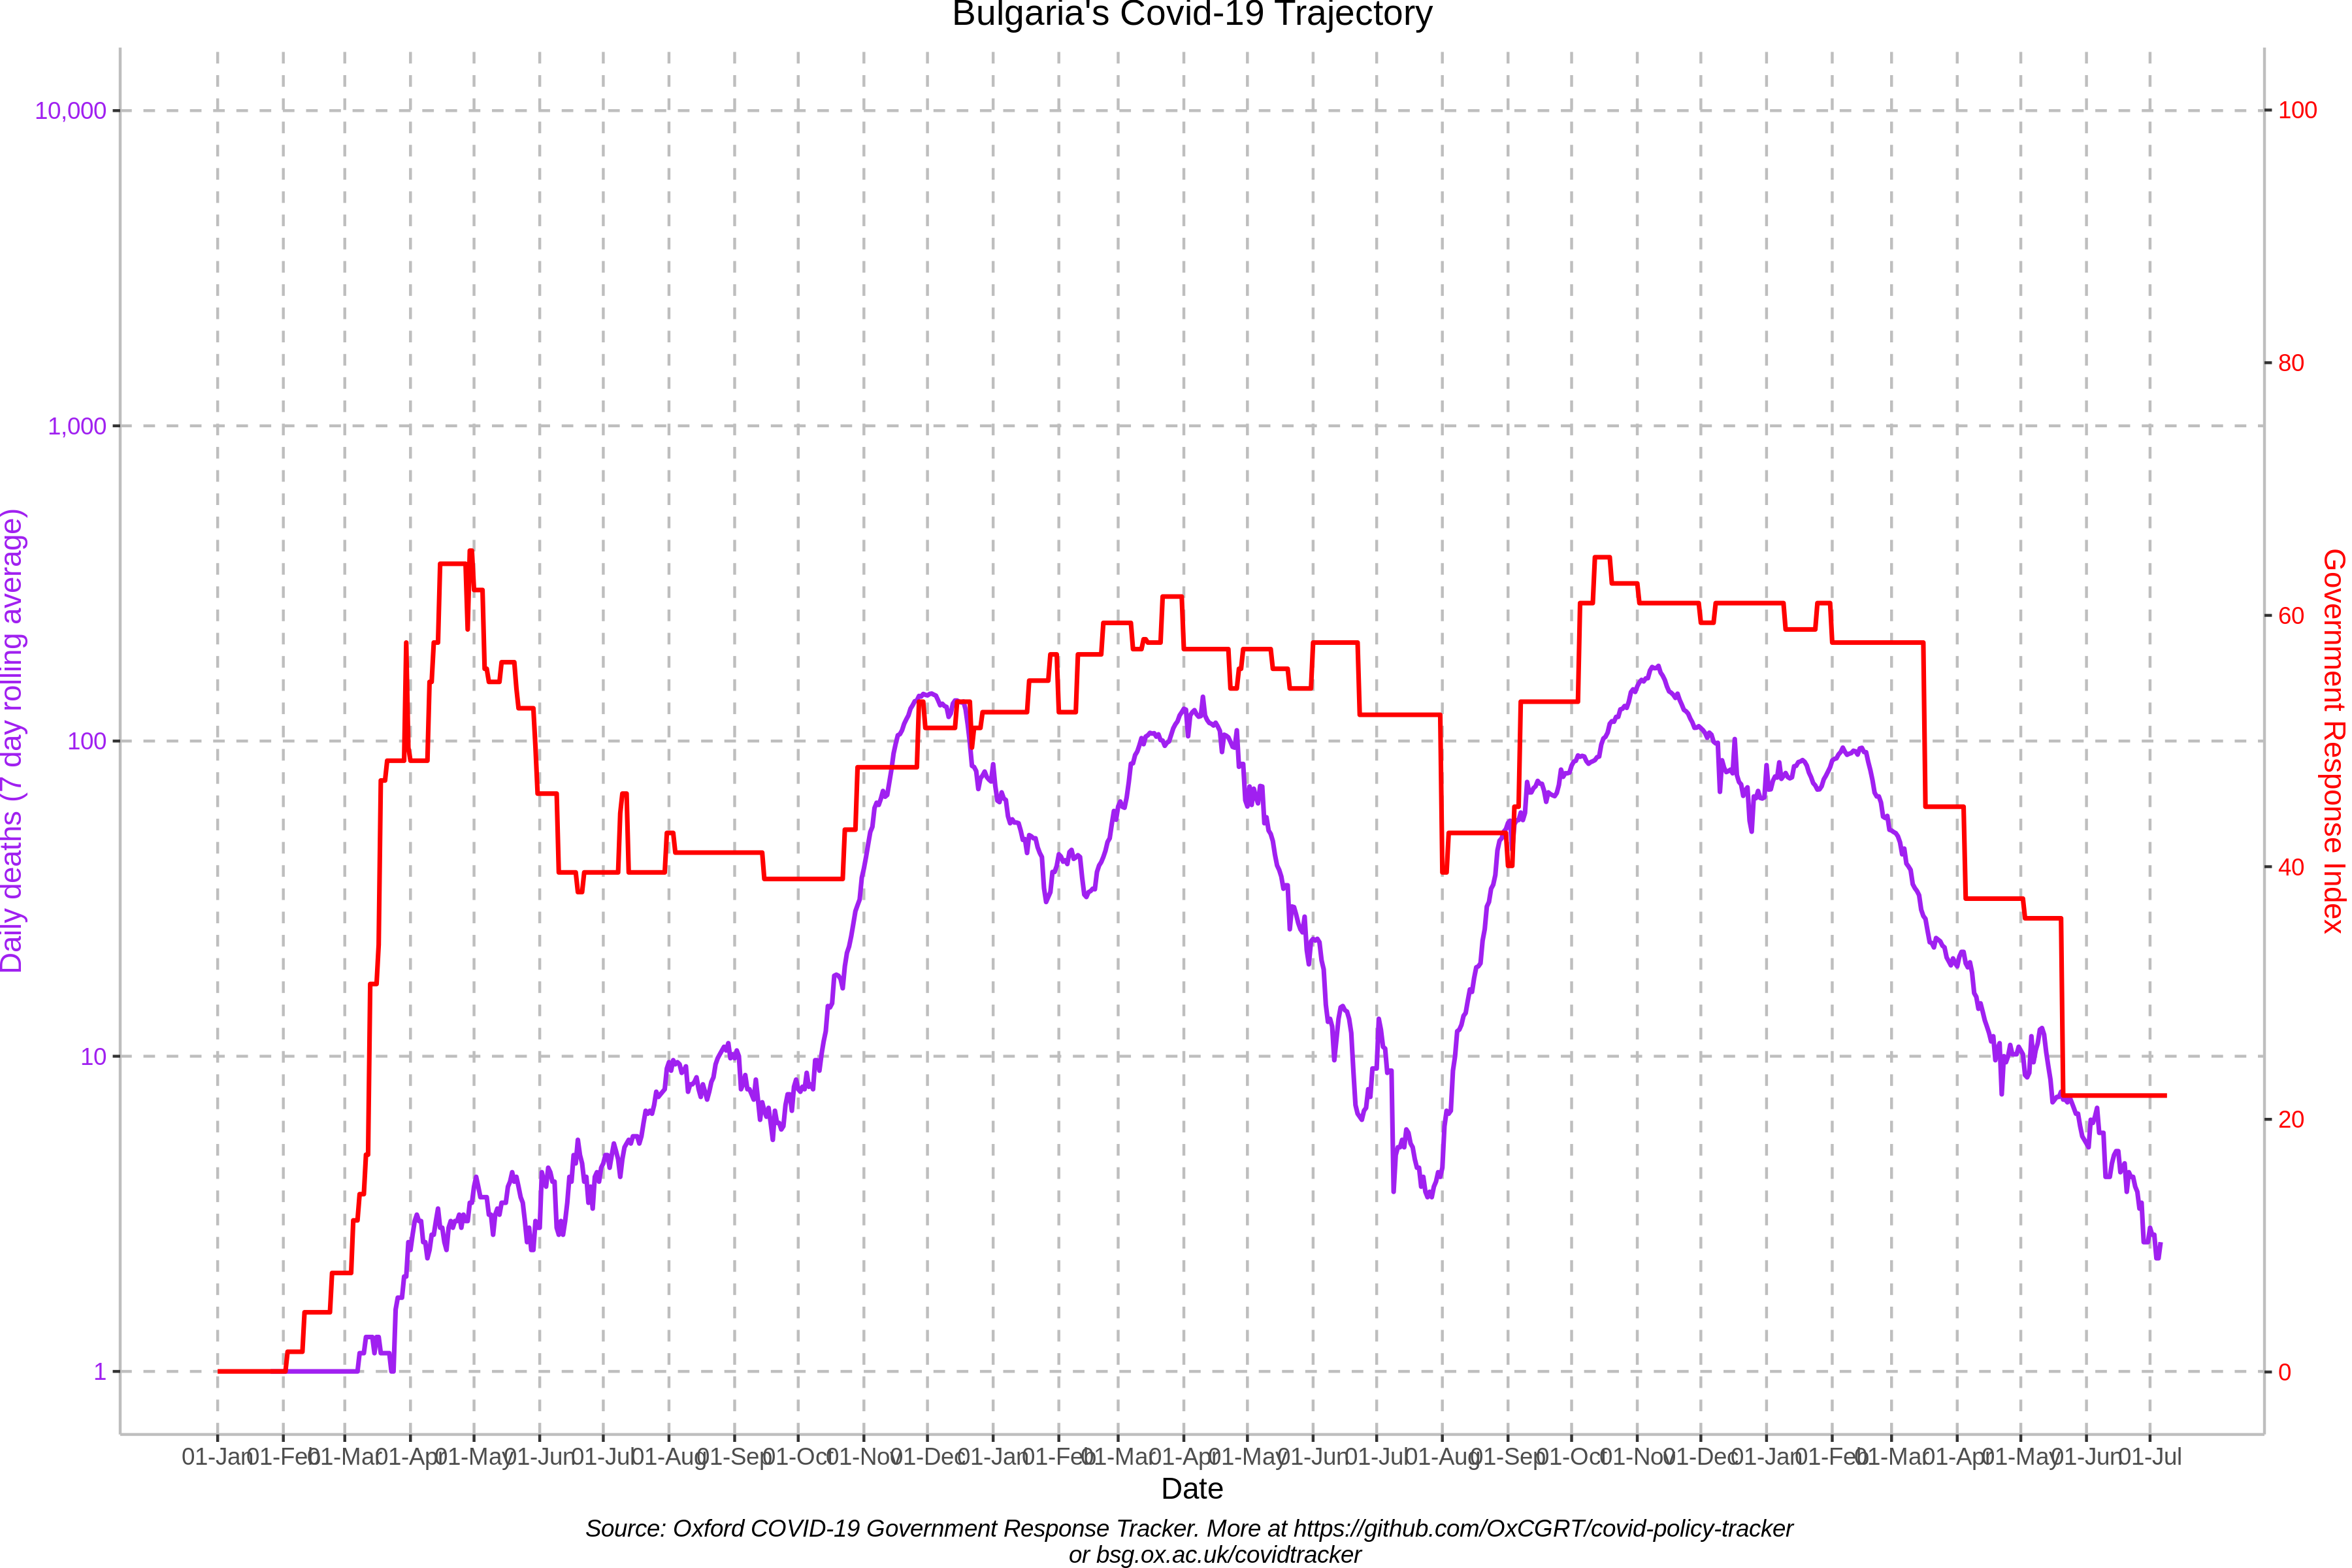 Bulgaria's Covid-19 Trajectory
10,000
1,000
100
10
1
Daily deaths (7 day rolling average)
100
80
60
40
20
0
Government Response Index
01-Jan 01-Feb 01-Mar 01-Apr 01-May 01-Jun 01-Jul 01-Aug 01-Sep 01-Oct 01-Nov 01-Dec 01-Jan 01-Feb 01-Mar 01-Apr 01-May 01-Jun 01-Jul 01-Aug 01-Sep 01-Oct 01-Nov 01-Dec 01-Jan 01-Feb 01-Mar 01-Apr 01-May 01-Jun 01-Jul
Date
Source: Oxford COVID-19 Government Response Tracker. More at https://github.com/OxCGRT/covid-policy-tracker
or bsg.ox.ac.uk/covidtracker